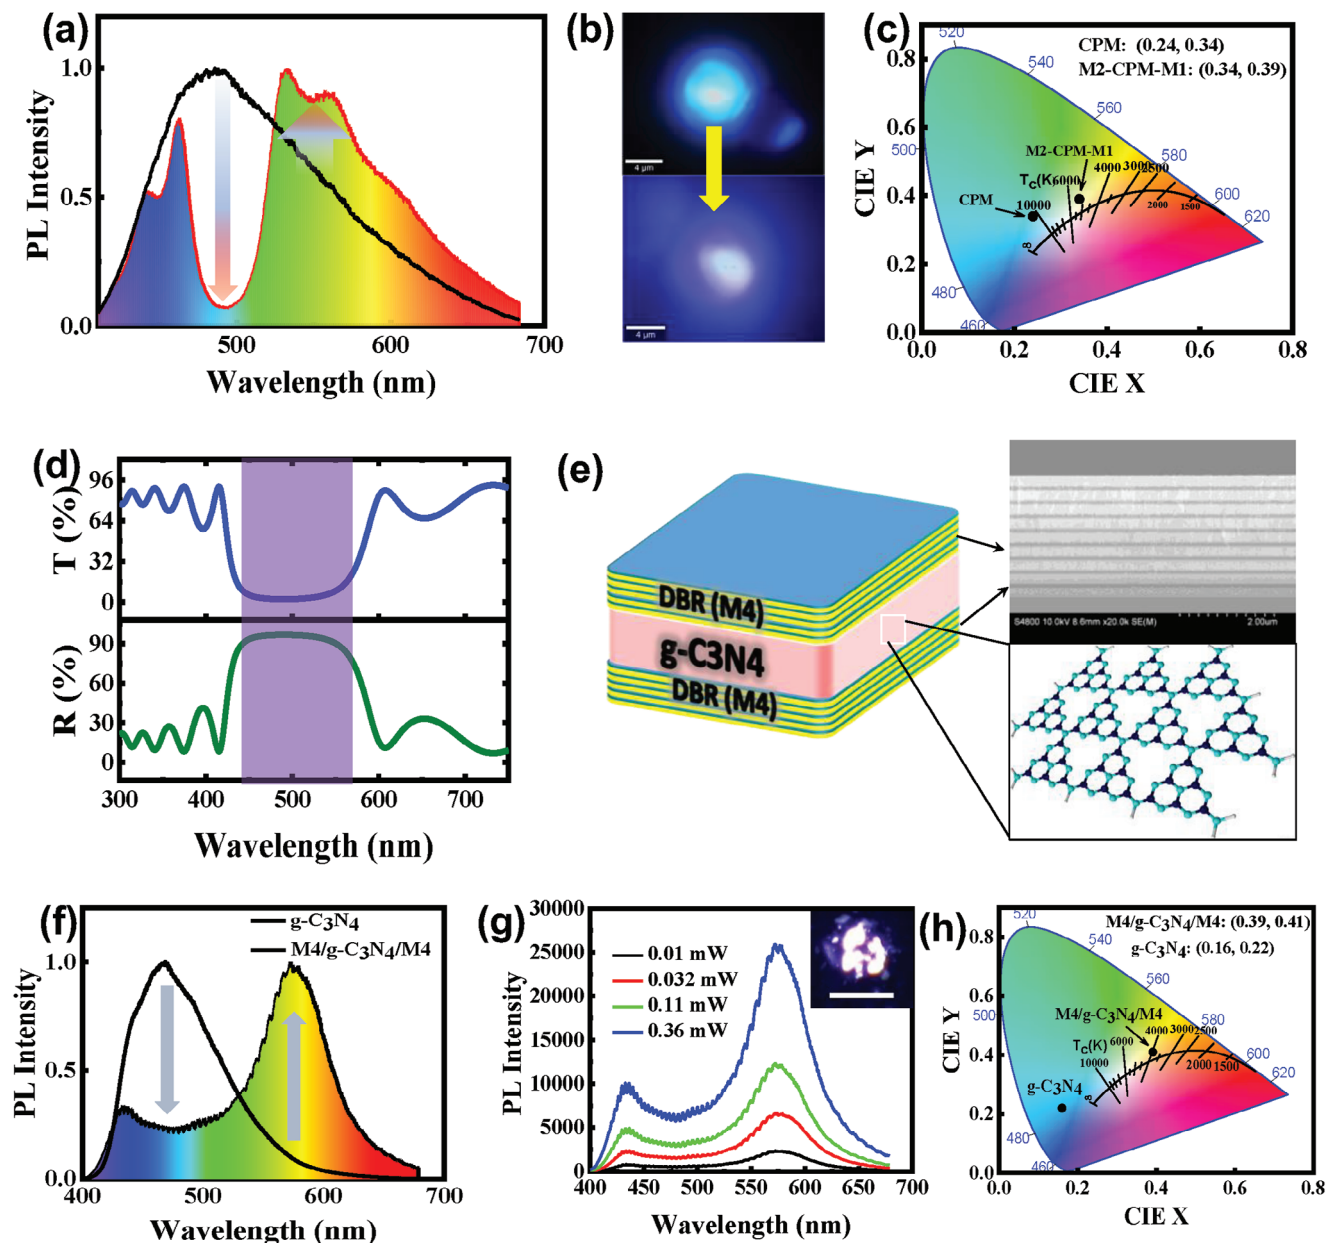 (a)
1.0
0.5
0.0
PL Intensity
500
600
700
Wavelength (nm)
(b)
4 μm
4 μm
(c)
CPM: (0.24, 0.34)
M2-CPM-M1: (0.34, 0.39)
0.8
0.6
0.4
0.2
0.0
CIE Y
520
540
560
580
600
620
500
480
460
M2-CPM-M1
CPM
Tc(K)
10000
6000
4000
3000
2500
2000
1500
∞
0.0
0.2
0.4
0.6
0.8
CIE X
(d)
96
64
32
0
T (%)
90
60
30
0
R (%)
300
400
500
600
700
Wavelength (nm)
(e)
DBR (M4)
g-C3N4
DBR (M4)
S4800 10.0kV 8.6mm x20.0k SE(M)
2.00um
(f)
g-C3N4
M4/g-C3N4/M4
1.0
0.5
0.0
PL Intensity
400
500
600
700
Wavelength (nm)
(g)
30000
25000
20000
15000
10000
5000
0
PL Intensity
0.01 mW
0.032 mW
0.11 mW
0.36 mW
400
450
500
550
600
650
700
Wavelength (nm)
(h)
M4/g-C3N4/M4: (0.39, 0.41)
g-C3N4: (0.16, 0.22)
0.8
0.6
0.4
0.2
0.0
CIE Y
520
540
560
580
600
620
500
480
460
M4/g-C3N4/M4
g-C3N4
Tc(K)
10000
6000
4000
3000
2500
2000
1500
∞
0.0
0.2
0.4
0.6
0.8
CIE X